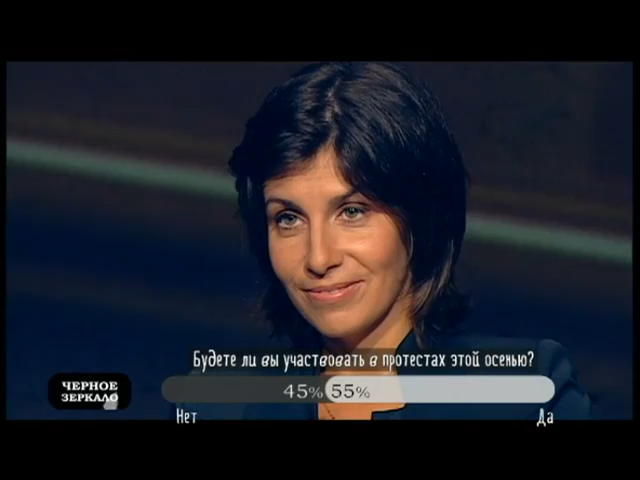 Будете ли вы участвовать в протестах этой осенью?
ЧЕРНОЕ
ЗЕРКАЛО
45% 55%
Нет Да